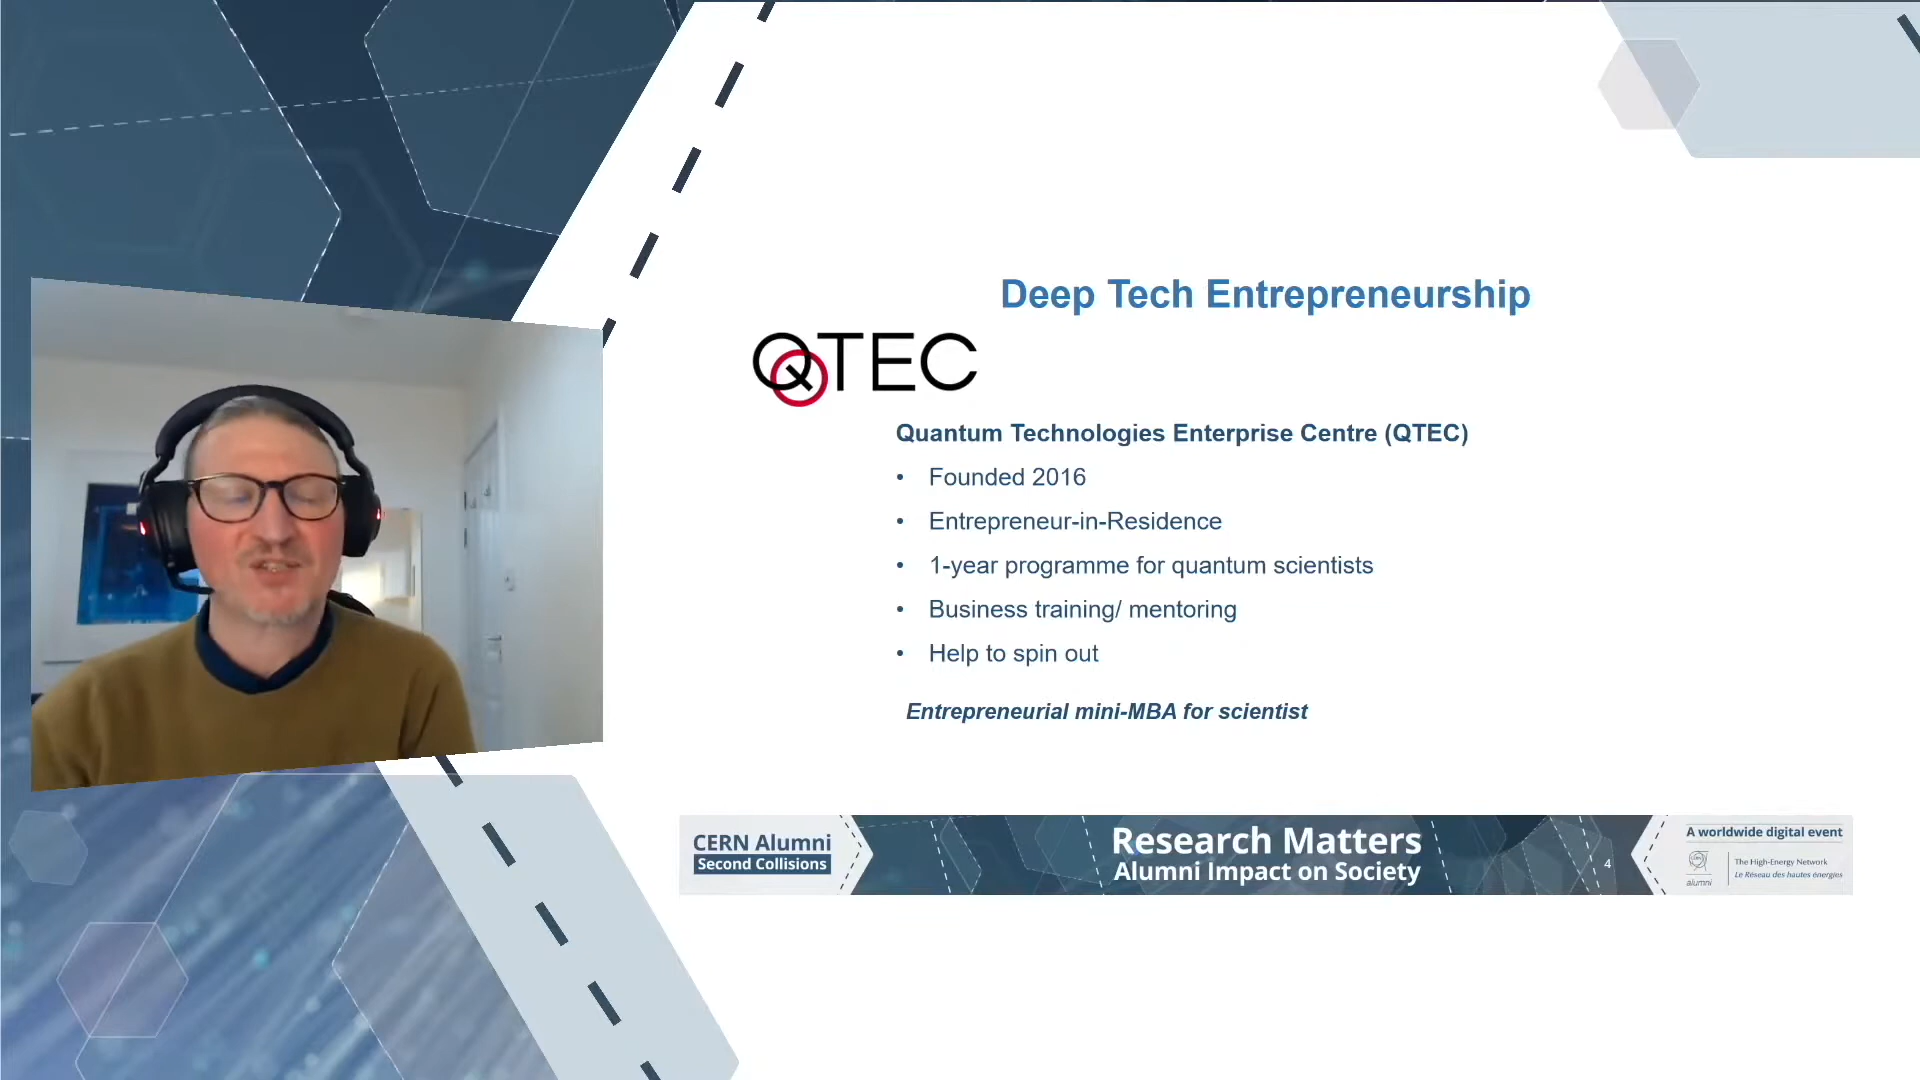 Deep Tech Entrepreneurship
QTEC
Quantum Technologies Enterprise Centre (QTEC)
• Founded 2016
• Entrepreneur-in-Residence
• 1-year programme for quantum scientists
• Business training/ mentoring
• Help to spin out
Entrepreneurial mini-MBA for scientist
CERN Alumni
Second Collisions
Research Matters
Alumni Impact on Society
4
A worldwide digital event
CERN
alumni
The High-Energy Network
Le Réseau des hautes énergies